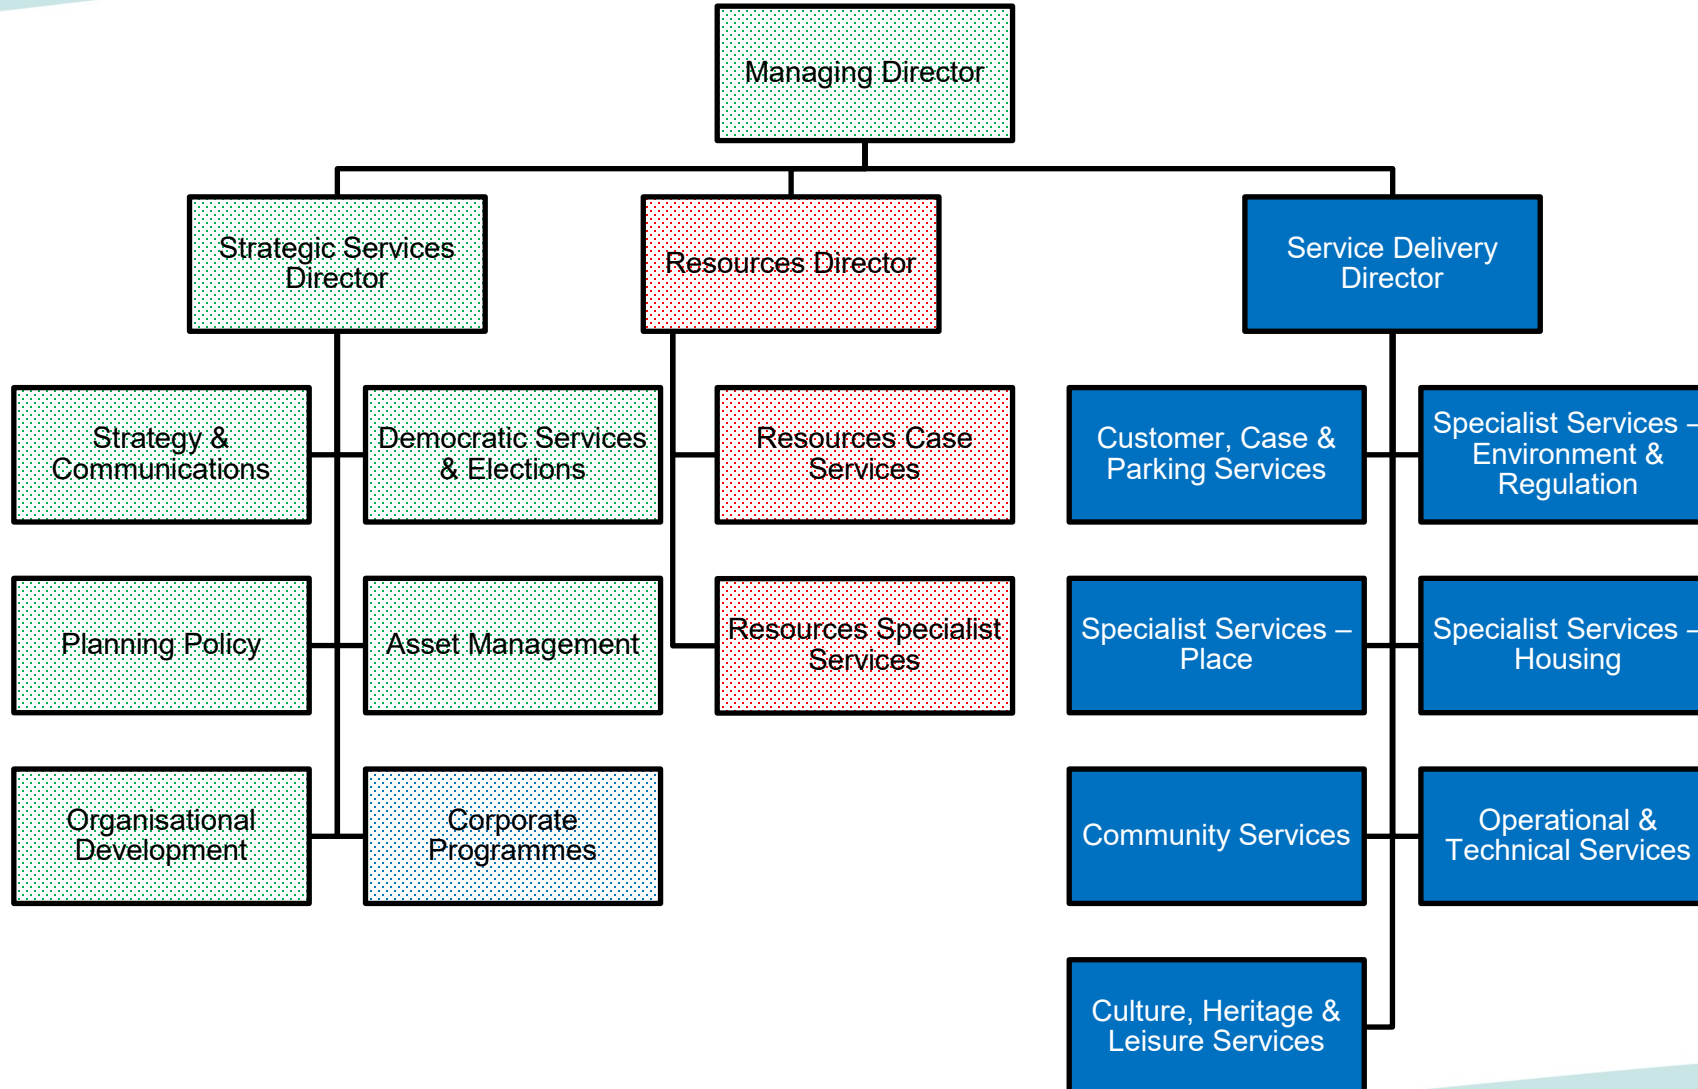 Managing Director
Strategic Services
Director
Resources Director
Service Delivery
Director
Strategy &
Communications
Democratic Services
& Elections
Resources Case
Services
Customer, Case &
Parking Services
Specialist Services –
Environment &
Regulation
Planning Policy
Asset Management
Resources Specialist
Services
Specialist Services –
Place
Specialist Services –
Housing
Organisational
Development
Corporate
Programmes
Community Services
Operational &
Technical Services
Culture, Heritage &
Leisure Services